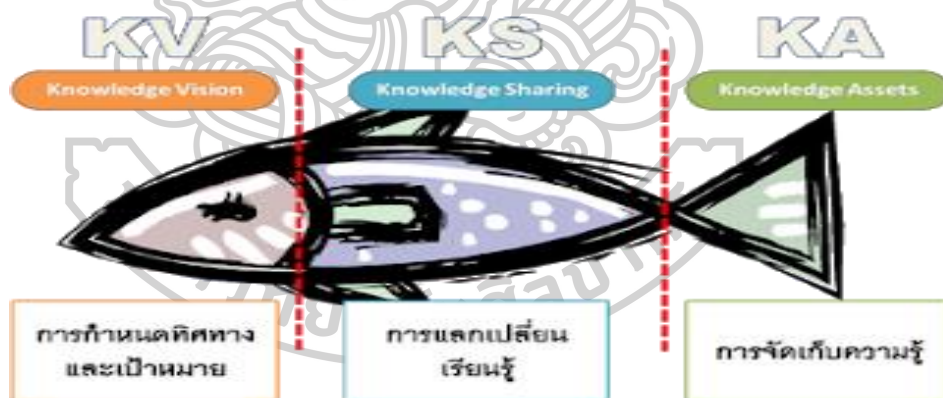 KV
KS
KA
Knowledge Vision
Knowledge Sharing
Knowledge Assets
การกำหนดทิศทาง
และเป้าหมาย
การแลกเปลี่ยน
เรียนรู้
การจัดเก็บความรู้